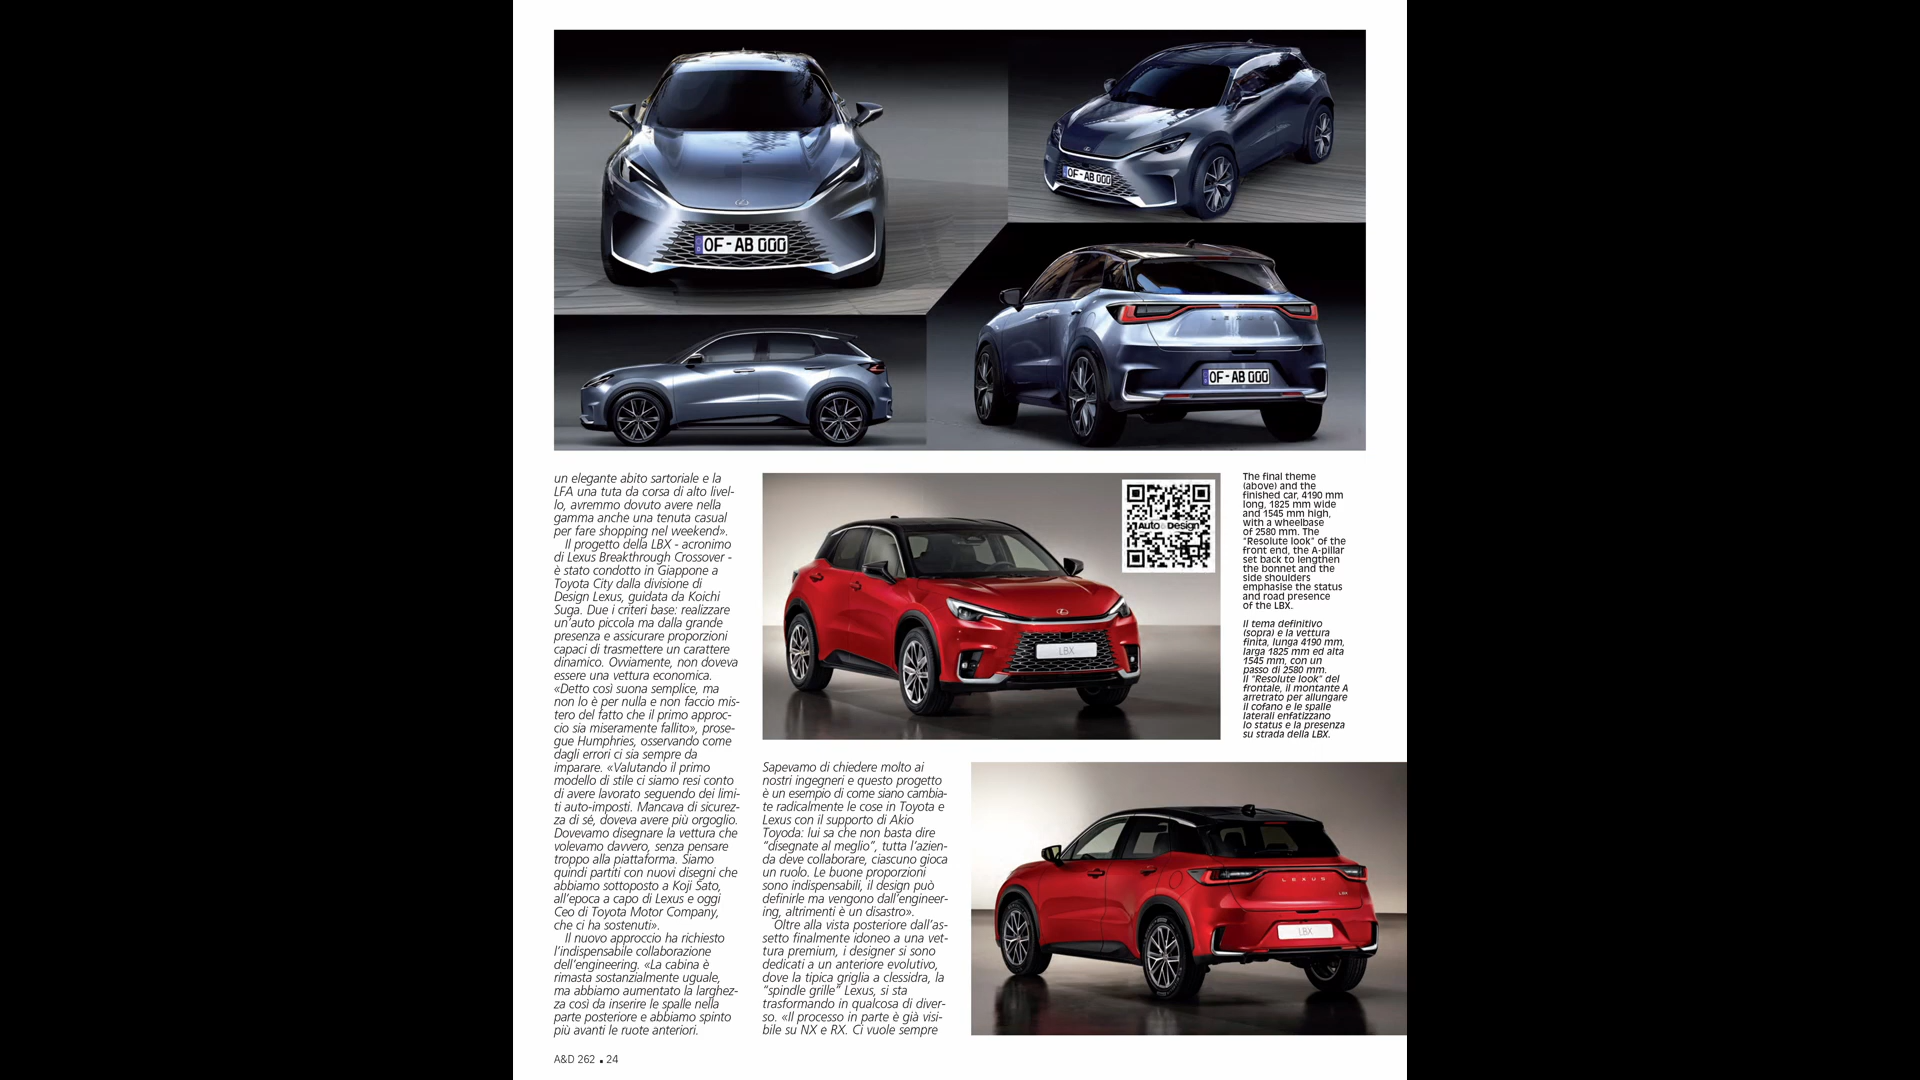 OF - AB 000
OF - AB 000
OF - AB 000
LEXUS
un elegante abito sartoriale e la
LFA una tuta da corsa di alto livel-
lo, avremmo dovuto avere nella
gamma anche una tenuta casual
per fare shopping nel weekend».
Il progetto della LBX - acronimo
di Lexus Breakthrough Crossover -
è stato condotto in Giappone a
Toyota City dalla divisione di
Design Lexus, guidata da Koichi
Suga. Due i criteri base: realizzare
un'auto piccola ma dalla grande
presenza e assicurare proporzioni
capaci di trasmettere un carattere
dinamico. Ovviamente, non doveva
essere una vettura economica.
«Detto così suona semplice, ma
non lo è per nulla e non faccio mis-
tero del fatto che il primo approc-
cio sia miseramente fallito», prose-
gue Humphries, osservando come
dagli errori ci sia sempre da
imparare. «Valutando il primo
modello di stile ci siamo resi conto
di avere lavorato seguendo dei limi-
ti auto-imposti. Mancava di sicurez-
za di sé, doveva avere più orgoglio.
Dovevamo disegnare la vettura che
volevamo davvero, senza pensare
troppo alla piattaforma. Siamo
quindi partiti con nuovi disegni che
abbiamo sottoposto a Koji Sato,
all'epoca a capo di Lexus e oggi
Ceo di Toyota Motor Company,
che ci ha sostenuti».
Il nuovo approccio ha richiesto
l'indispensabile collaborazione
dell'engineering. «La cabina è
rimasta sostanzialmente uguale,
ma abbiamo aumentato la larghez-
za così da inserire le spalle nella
parte posteriore e abbiamo spinto
più avanti le ruote anteriori.
Auto & Design
LBX
Sapevamo di chiedere molto ai
nostri ingegneri e questo progetto
è un esempio di come siano cambia-
te radicalmente le cose in Toyota e
Lexus con il supporto di Akio
Toyoda: lui sa che non basta dire
“disegnate al meglio”, tutta l'azien-
da deve collaborare, ciascuno gioca
un ruolo. Le buone proporzioni
sono indispensabili, il design può
definirle ma vengono dall'engineer-
ing, altrimenti è un disastro».
Oltre alla vista posteriore dall'as-
setto finalmente idoneo a una vet-
tura premium, i designer si sono
dedicati a un anteriore evolutivo,
dove la tipica griglia a clessidra, la
“spindle grille” Lexus, si sta
trasformando in qualcosa di diver-
so. «Il processo in parte è già visi-
bile su NX e RX. Ci vuole sempre
The final theme
(above) and the
finished car, 4190 mm
long, 1825 mm wide
and 1545 mm high,
with a wheelbase
of 2580 mm. The
"Resolute look" of the
front end, the A-pillar
set back to lengthen
the bonnet and the
side shoulders
emphasise the status
and road presence
of the LBX.
Il tema definitivo
(sopra) e la vettura
finita, lunga 4190 mm,
larga 1825 mm ed alta
1545 mm, con un
passo di 2580 mm.
Il "Resolute look" del
frontale, il montante A
arretrato per allungare
il cofano e le spalle
laterali enfatizzano
lo status e la presenza
su strada della LBX.
LEXUS
LBX
LBX
A&D 262 ▪ 24